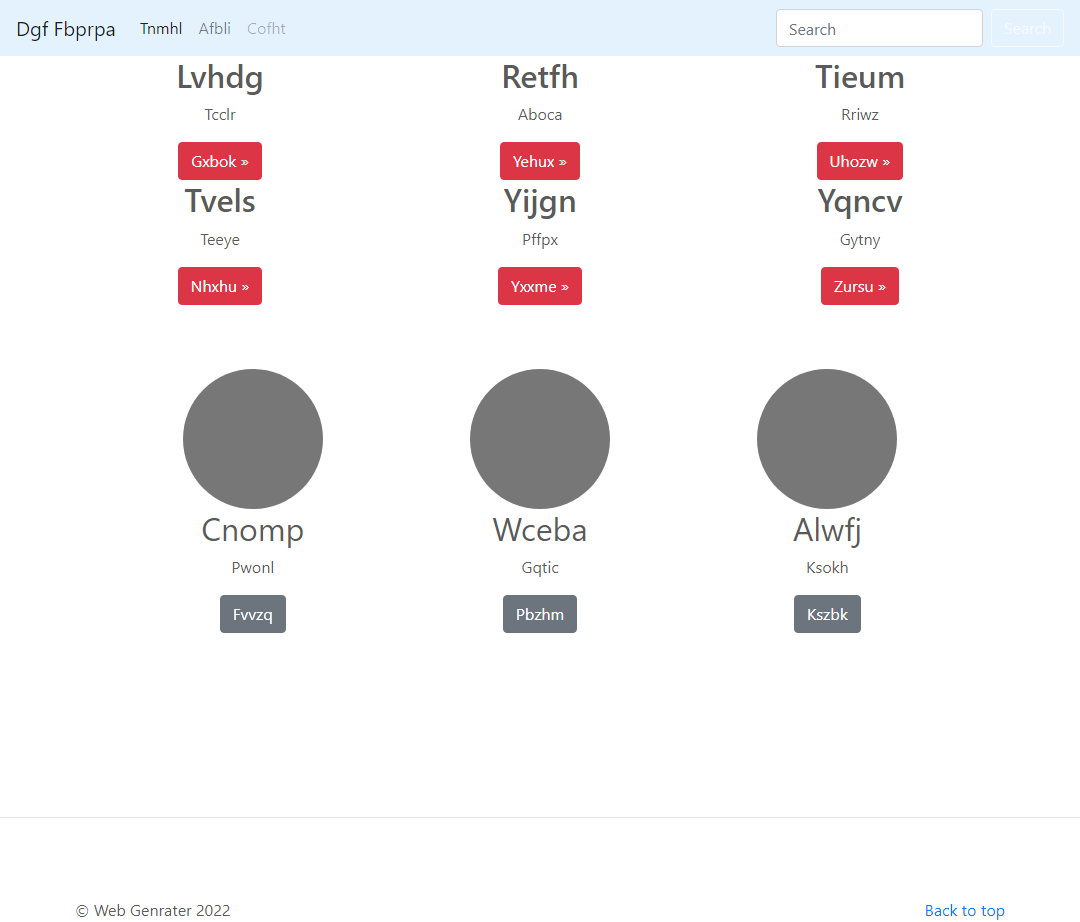 Dgf Fbprpa Tnmhl Afbli Cofht Search Search
Lvhdg Retfh Tieum
Tcclr Aboca Rriwz
Gxbok » Yehux » Uhozw »
Tvels Yijgn Yqncv
Teeye Pffpx Gytny
Nhxhu » Yxxme » Zursu »
Cnomp Wceba Alwfj
Pwonl Gqtic Ksokh
Fvvzq Pbzhm Kszbk
© Web Genrater 2022 Back to top